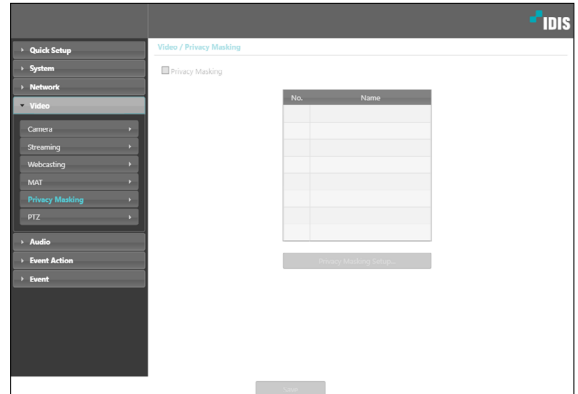 IDIS
Quick Setup
System
Network
Video
Camera
Streaming
Webcasting
MAT
Privacy Masking
PTZ
Audio
Event Action
Event
Video / Privacy Masking
Privacy Masking
No. Name
Privacy Masking Setup...
Save